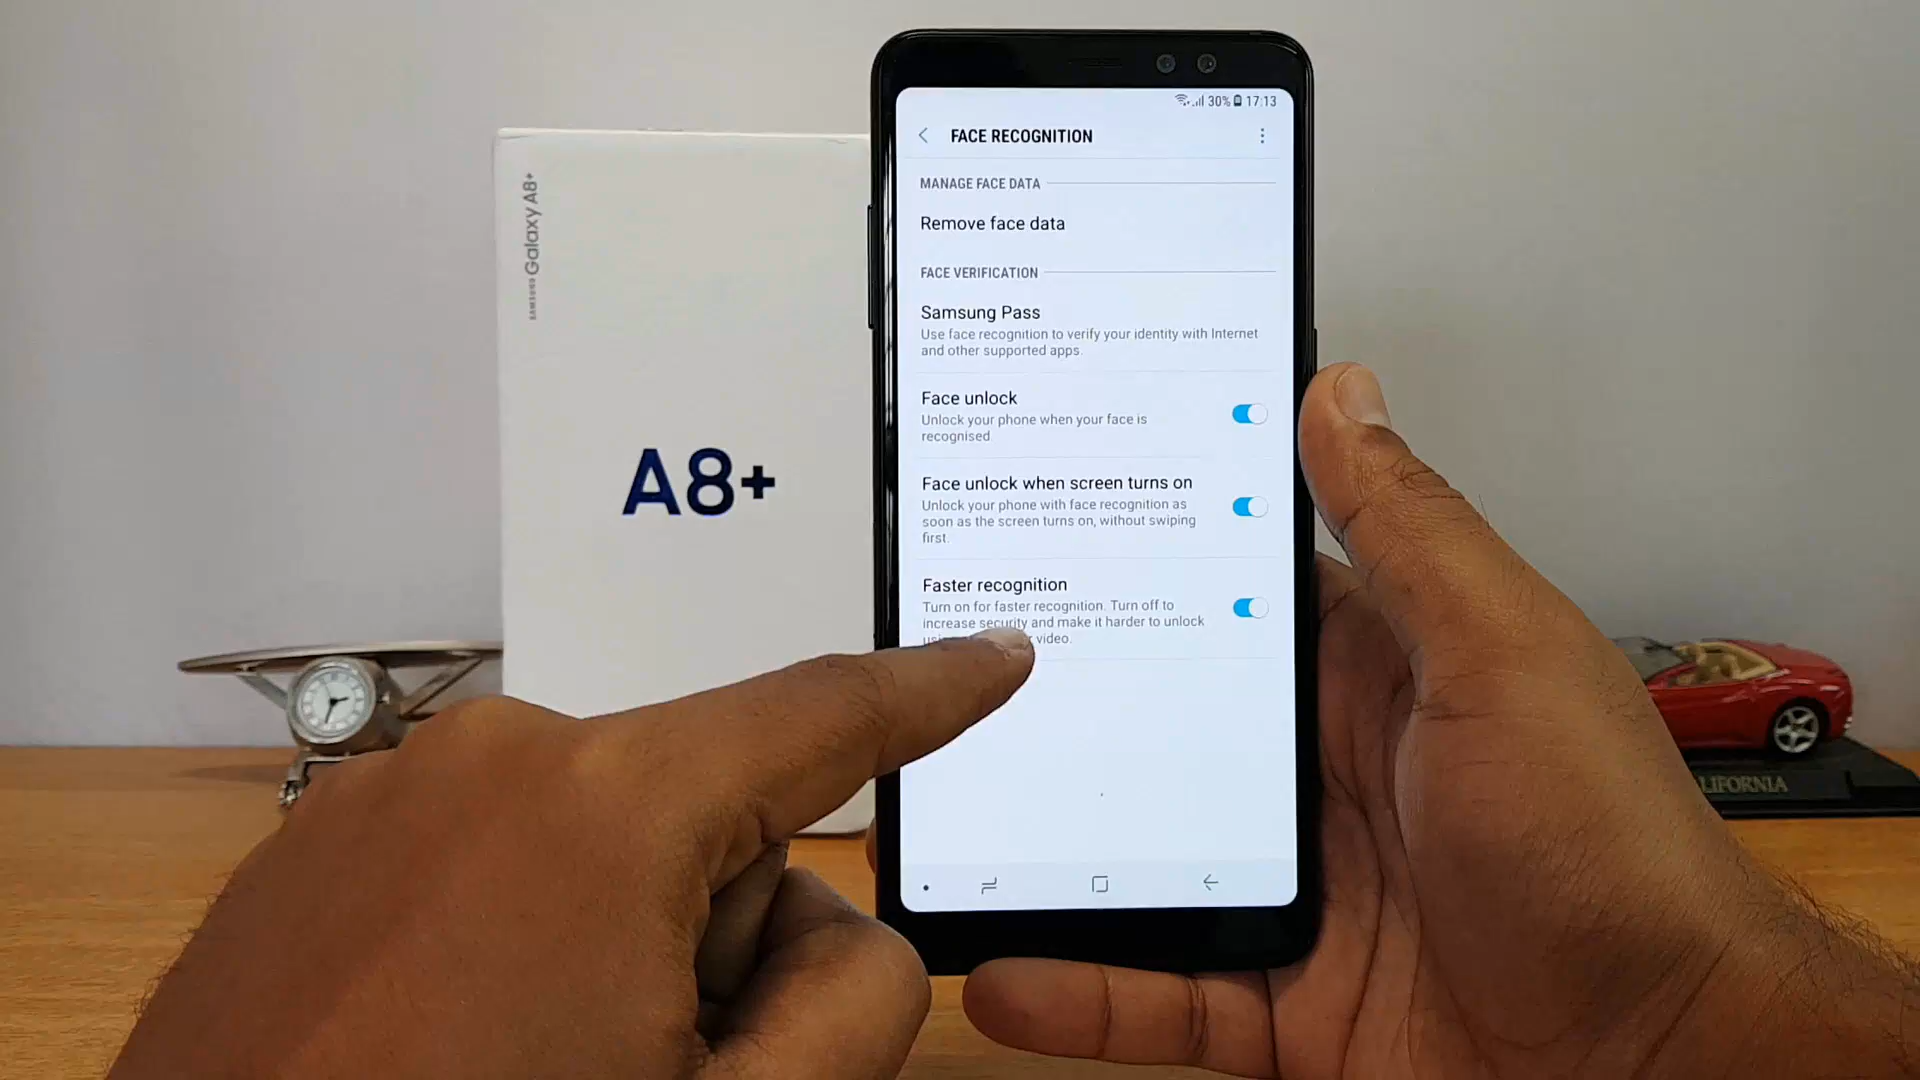 SAMSUNG Galaxy A8+
A8+
30% 17:13
FACE RECOGNITION
MANAGE FACE DATA
Remove face data
FACE VERIFICATION
Samsung Pass
Use face recognition to verify your identity with Internet
and other supported apps.
Face unlock
Unlock your phone when your face is
recognised
Face unlock when screen turns on
Unlock your phone with face recognition as
soon as the screen turns on, without swiping
first.
Faster recognition
Turn on for faster recognition. Turn off to
increase security and make it harder to unlock
video.
LIFORNIA